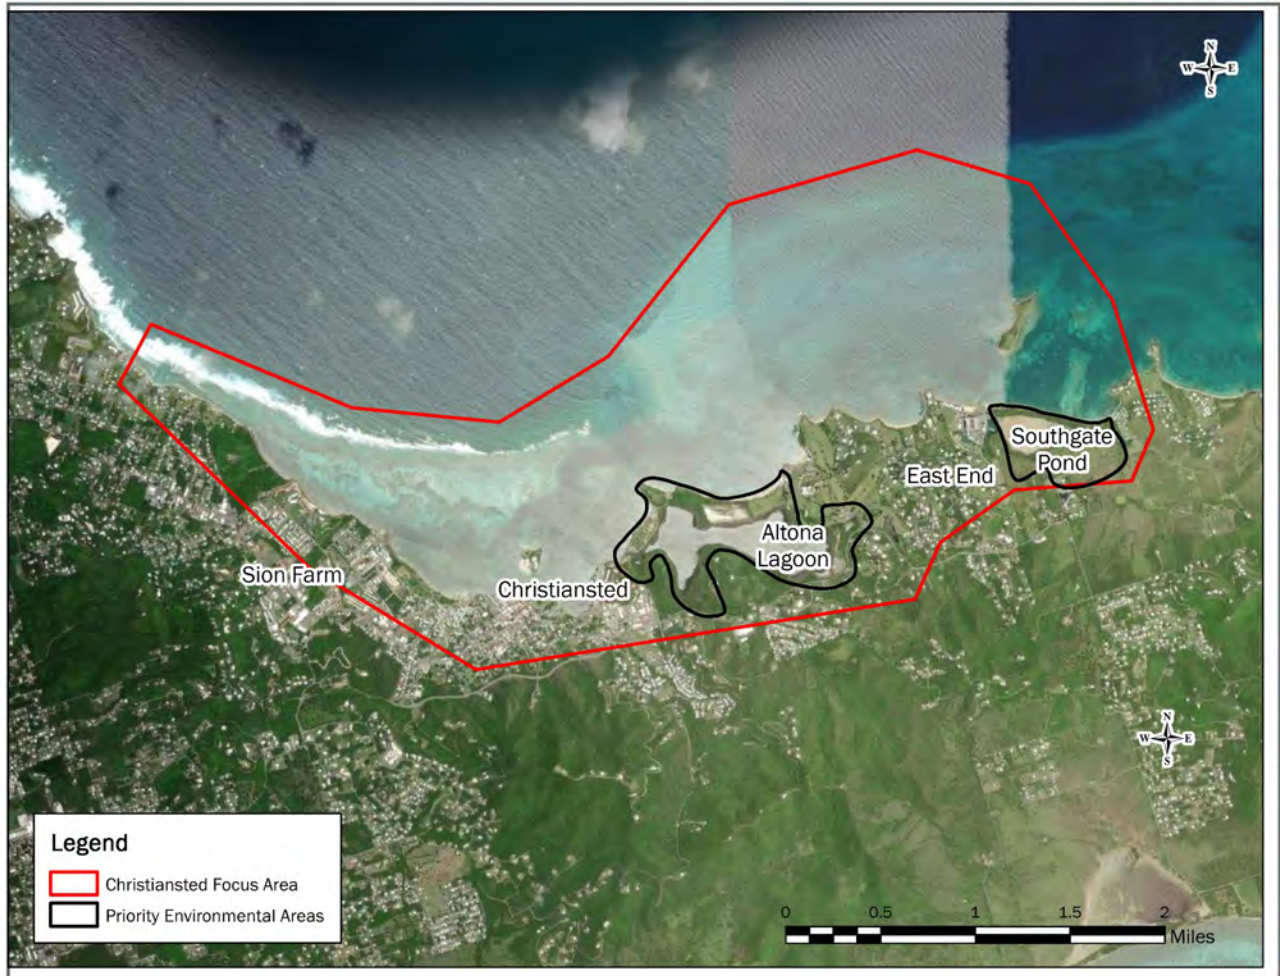 N
W E
S
Southgate
Pond
East End
Altona
Lagoon
Sion Farm
Christiansted
N
W E
S
Legend
Christiansted Focus Area
Priority Environmental Areas
0 0.5 1 1.5 2
Miles